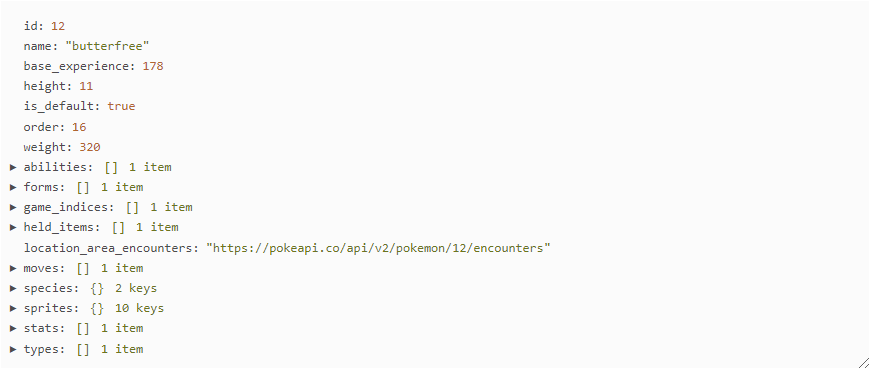 id: 12
name: "butterfree"
base_experience: 178
height: 11
is_default: true
order: 16
weight: 320
▶ abilities: [] 1 item
▶ forms: [] 1 item
▶ game_indices: [] 1 item
▶ held_items: [] 1 item
location_area_encounters: "https://pokeapi.co/api/v2/pokemon/12/encounters"
▶ moves: [] 1 item
▶ species: {} 2 keys
▶ sprites: {} 10 keys
▶ stats: [] 1 item
▶ types: [] 1 item